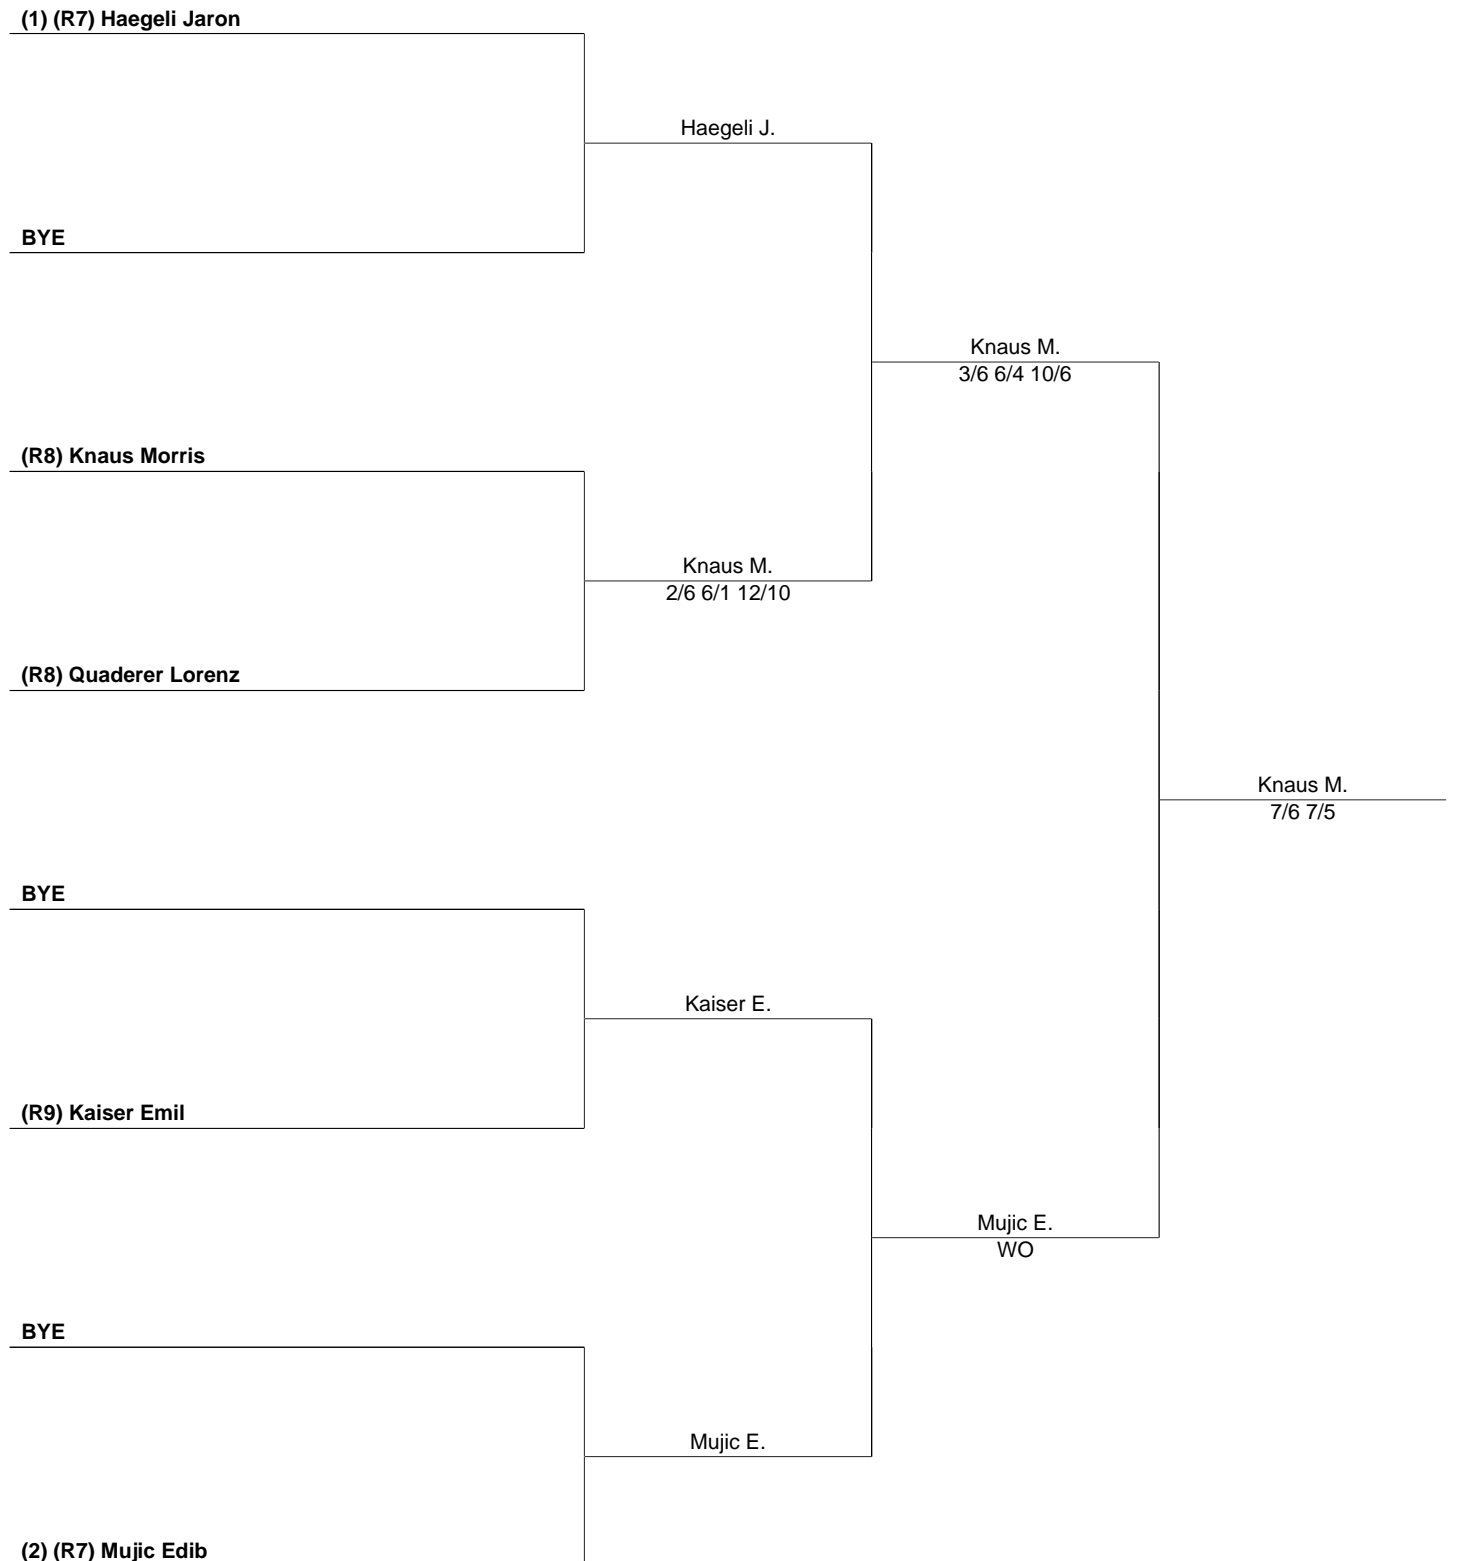 (1) (R7) Haegeli Jaron
Haegeli J.
BYE
Knaus M.
3/6 6/4 10/6
(R8) Knaus Morris
Knaus M.
2/6 6/1 12/10
(R8) Quaderer Lorenz
Knaus M.
7/6 7/5
BYE
Kaiser E.
(R9) Kaiser Emil
Mujic E.
WO
BYE
Mujic E.
(2) (R7) Mujic Edib